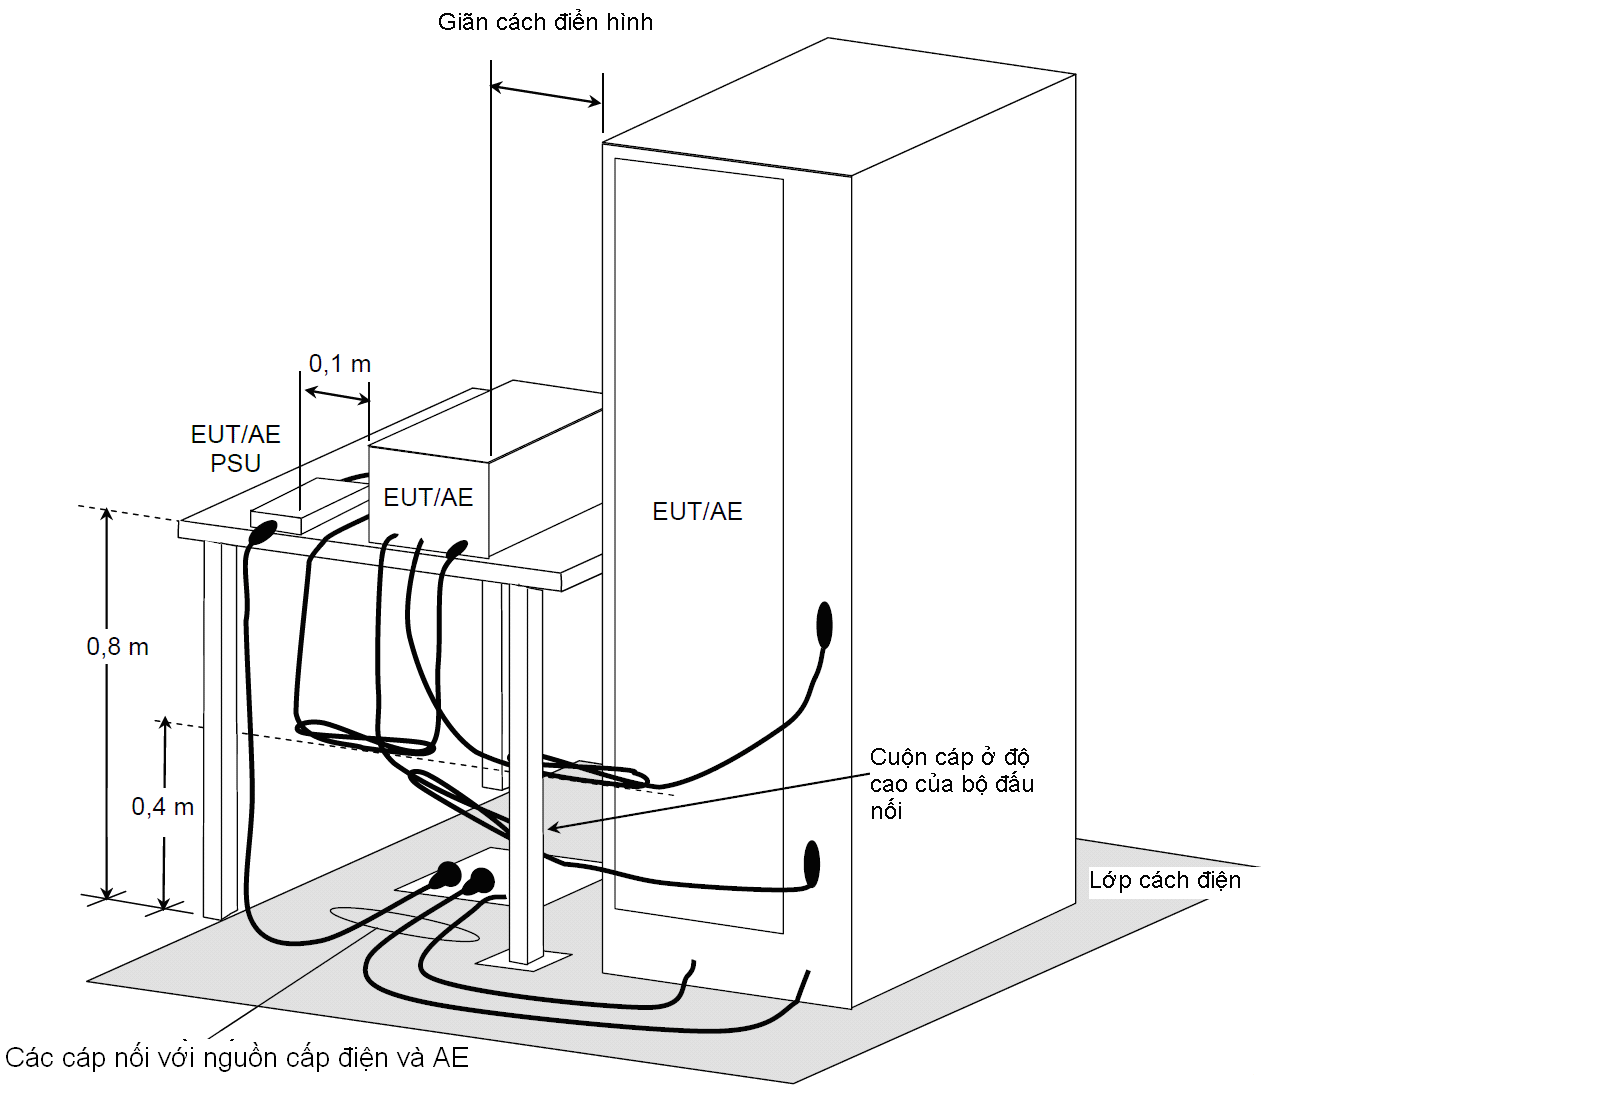 Giãn cách điển hình
0,1 m
EUT/AE
PSU
EUT/AE
EUT/AE
0,8 m
0,4 m
Cuộn cáp ở độ
cao của bộ đấu
nối
Lớp cách điện
Các cáp nối với nguồn cấp điện và AE